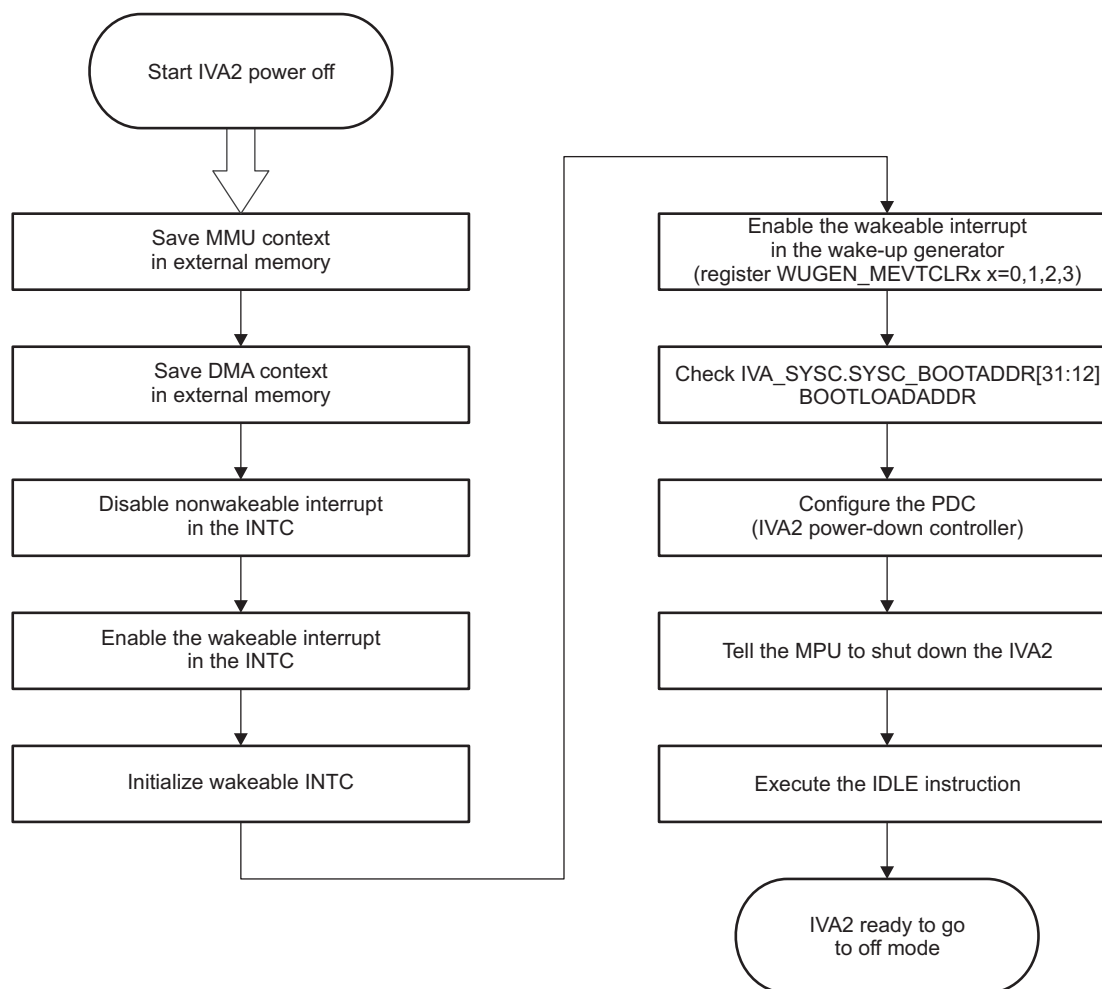 Start IVA2 power off
Save MMU context
in external memory
Save DMA context
in external memory
Disable nonwakeable interrupt
in the INTC
Enable the wakeable interrupt
in the INTC
Initialize wakeable INTC
Enable the wakeable interrupt
in the wake-up generator
(register WUGEN_MEVTCLRx x=0,1,2,3)
Check IVA_SYSC.SYSC_BOOTADDR[31:12]
BOOTLOADADDR
Configure the PDC
(IVA2 power-down controller)
Tell the MPU to shut down the IVA2
Execute the IDLE instruction
IVA2 ready to go
to off mode